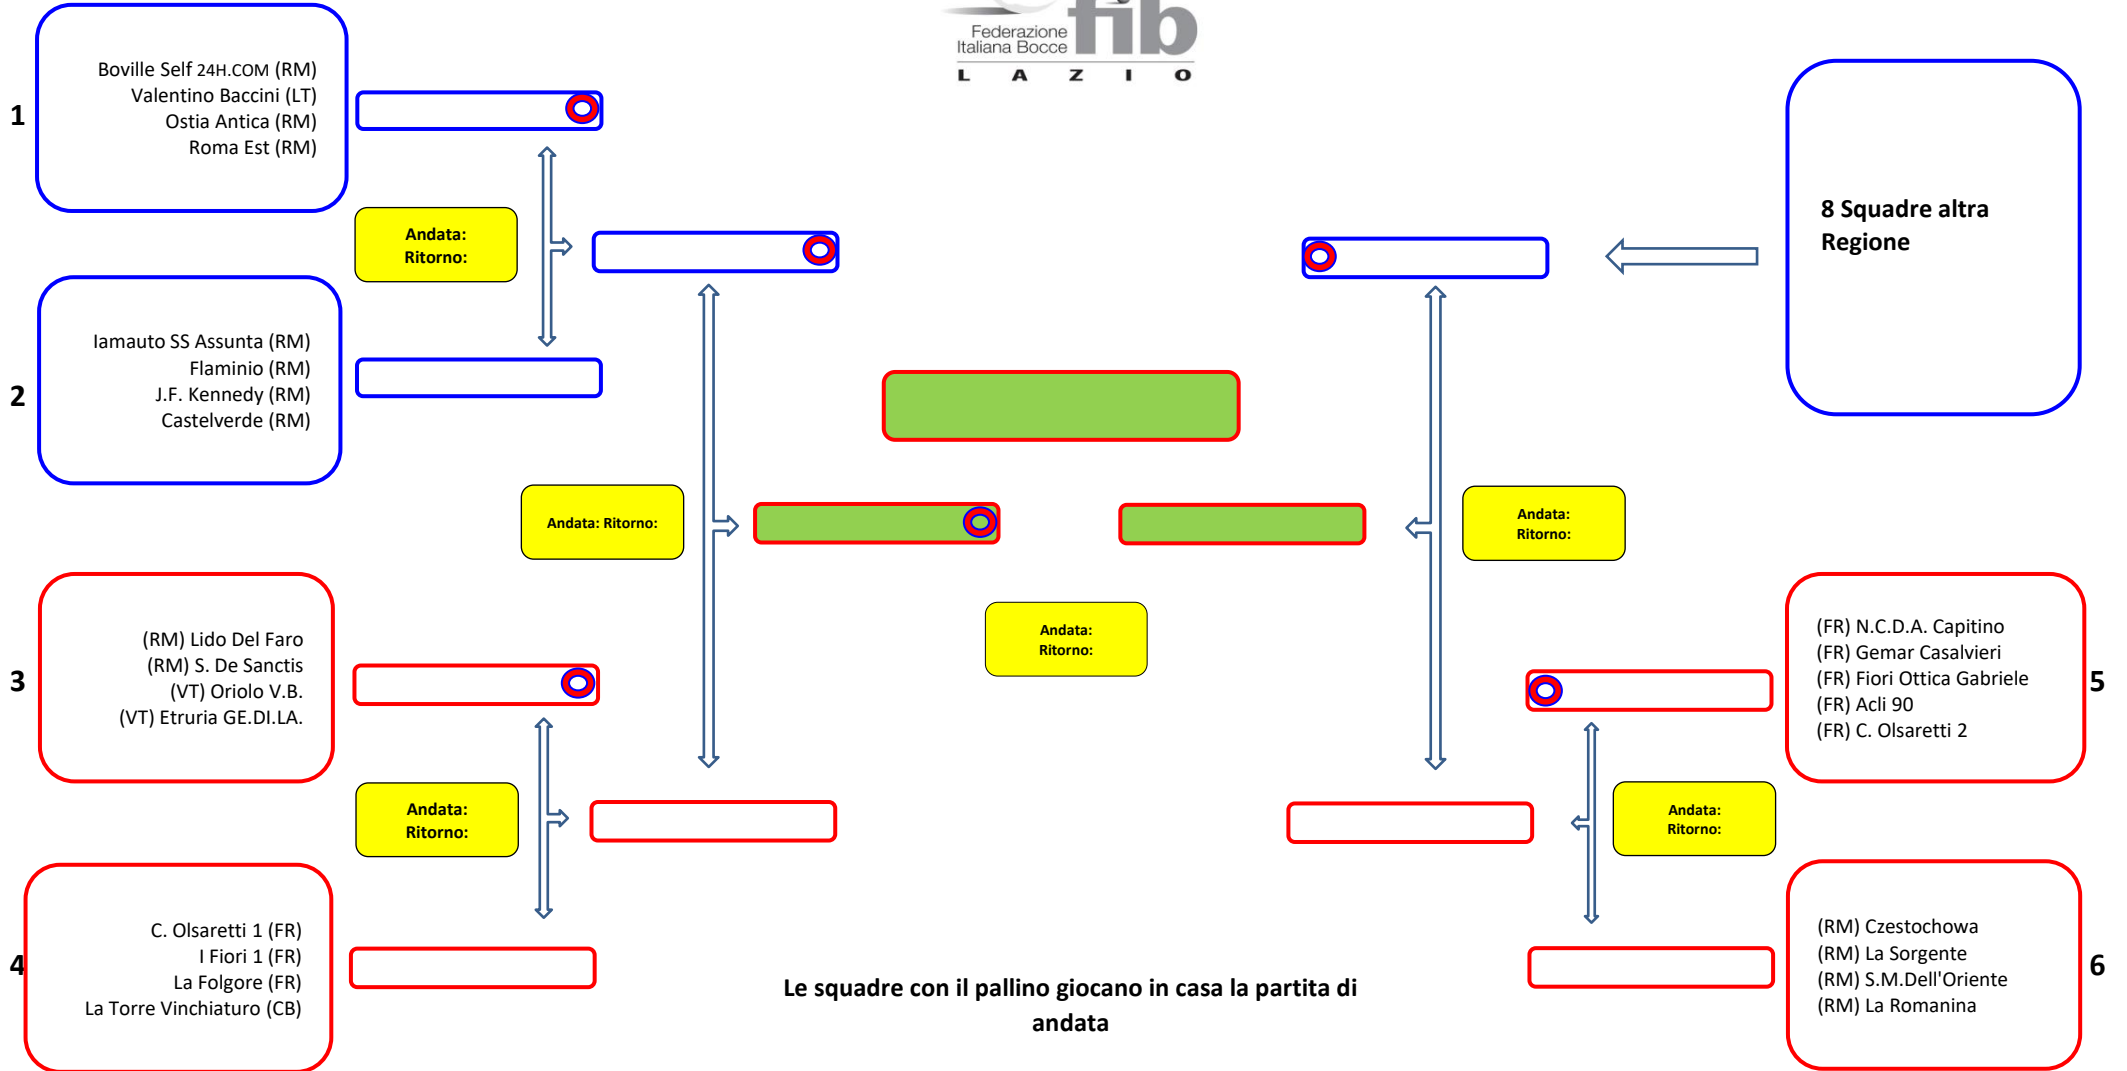 fib
Federazione
Italiana Bocce
LAZIO
1
Boville Self 24H.COM (RM)
Valentino Baccini (LT)
Ostia Antica (RM)
Roma Est (RM)
Andata:
Ritorno:
8 Squadre altra
Regione
2
Iamauto SS Assunta (RM)
Flaminio (RM)
J.F. Kennedy (RM)
Castelverde (RM)
Andata: Ritorno:
Andata:
Ritorno:
Andata:
Ritorno:
3
(RM) Lido Del Faro
(RM) S. De Sanctis
(VT) Oriolo V.B.
(VT) Etruria GE.DI.LA.
(FR) N.C.D.A. Capitino
(FR) Gemar Casalvieri
(FR) Fiori Ottica Gabriele
(FR) Acli 90
(FR) C. Olsaretti 2
5
Andata:
Ritorno:
Andata:
Ritorno:
4
C. Olsaretti 1 (FR)
I Fiori 1 (FR)
La Folgore (FR)
La Torre Vinchiaturo (CB)
(RM) Czestochowa
(RM) La Sorgente
(RM) S.M.Dell'Oriente
(RM) La Romanina
6
Le squadre con il pallino giocano in casa la partita di
andata